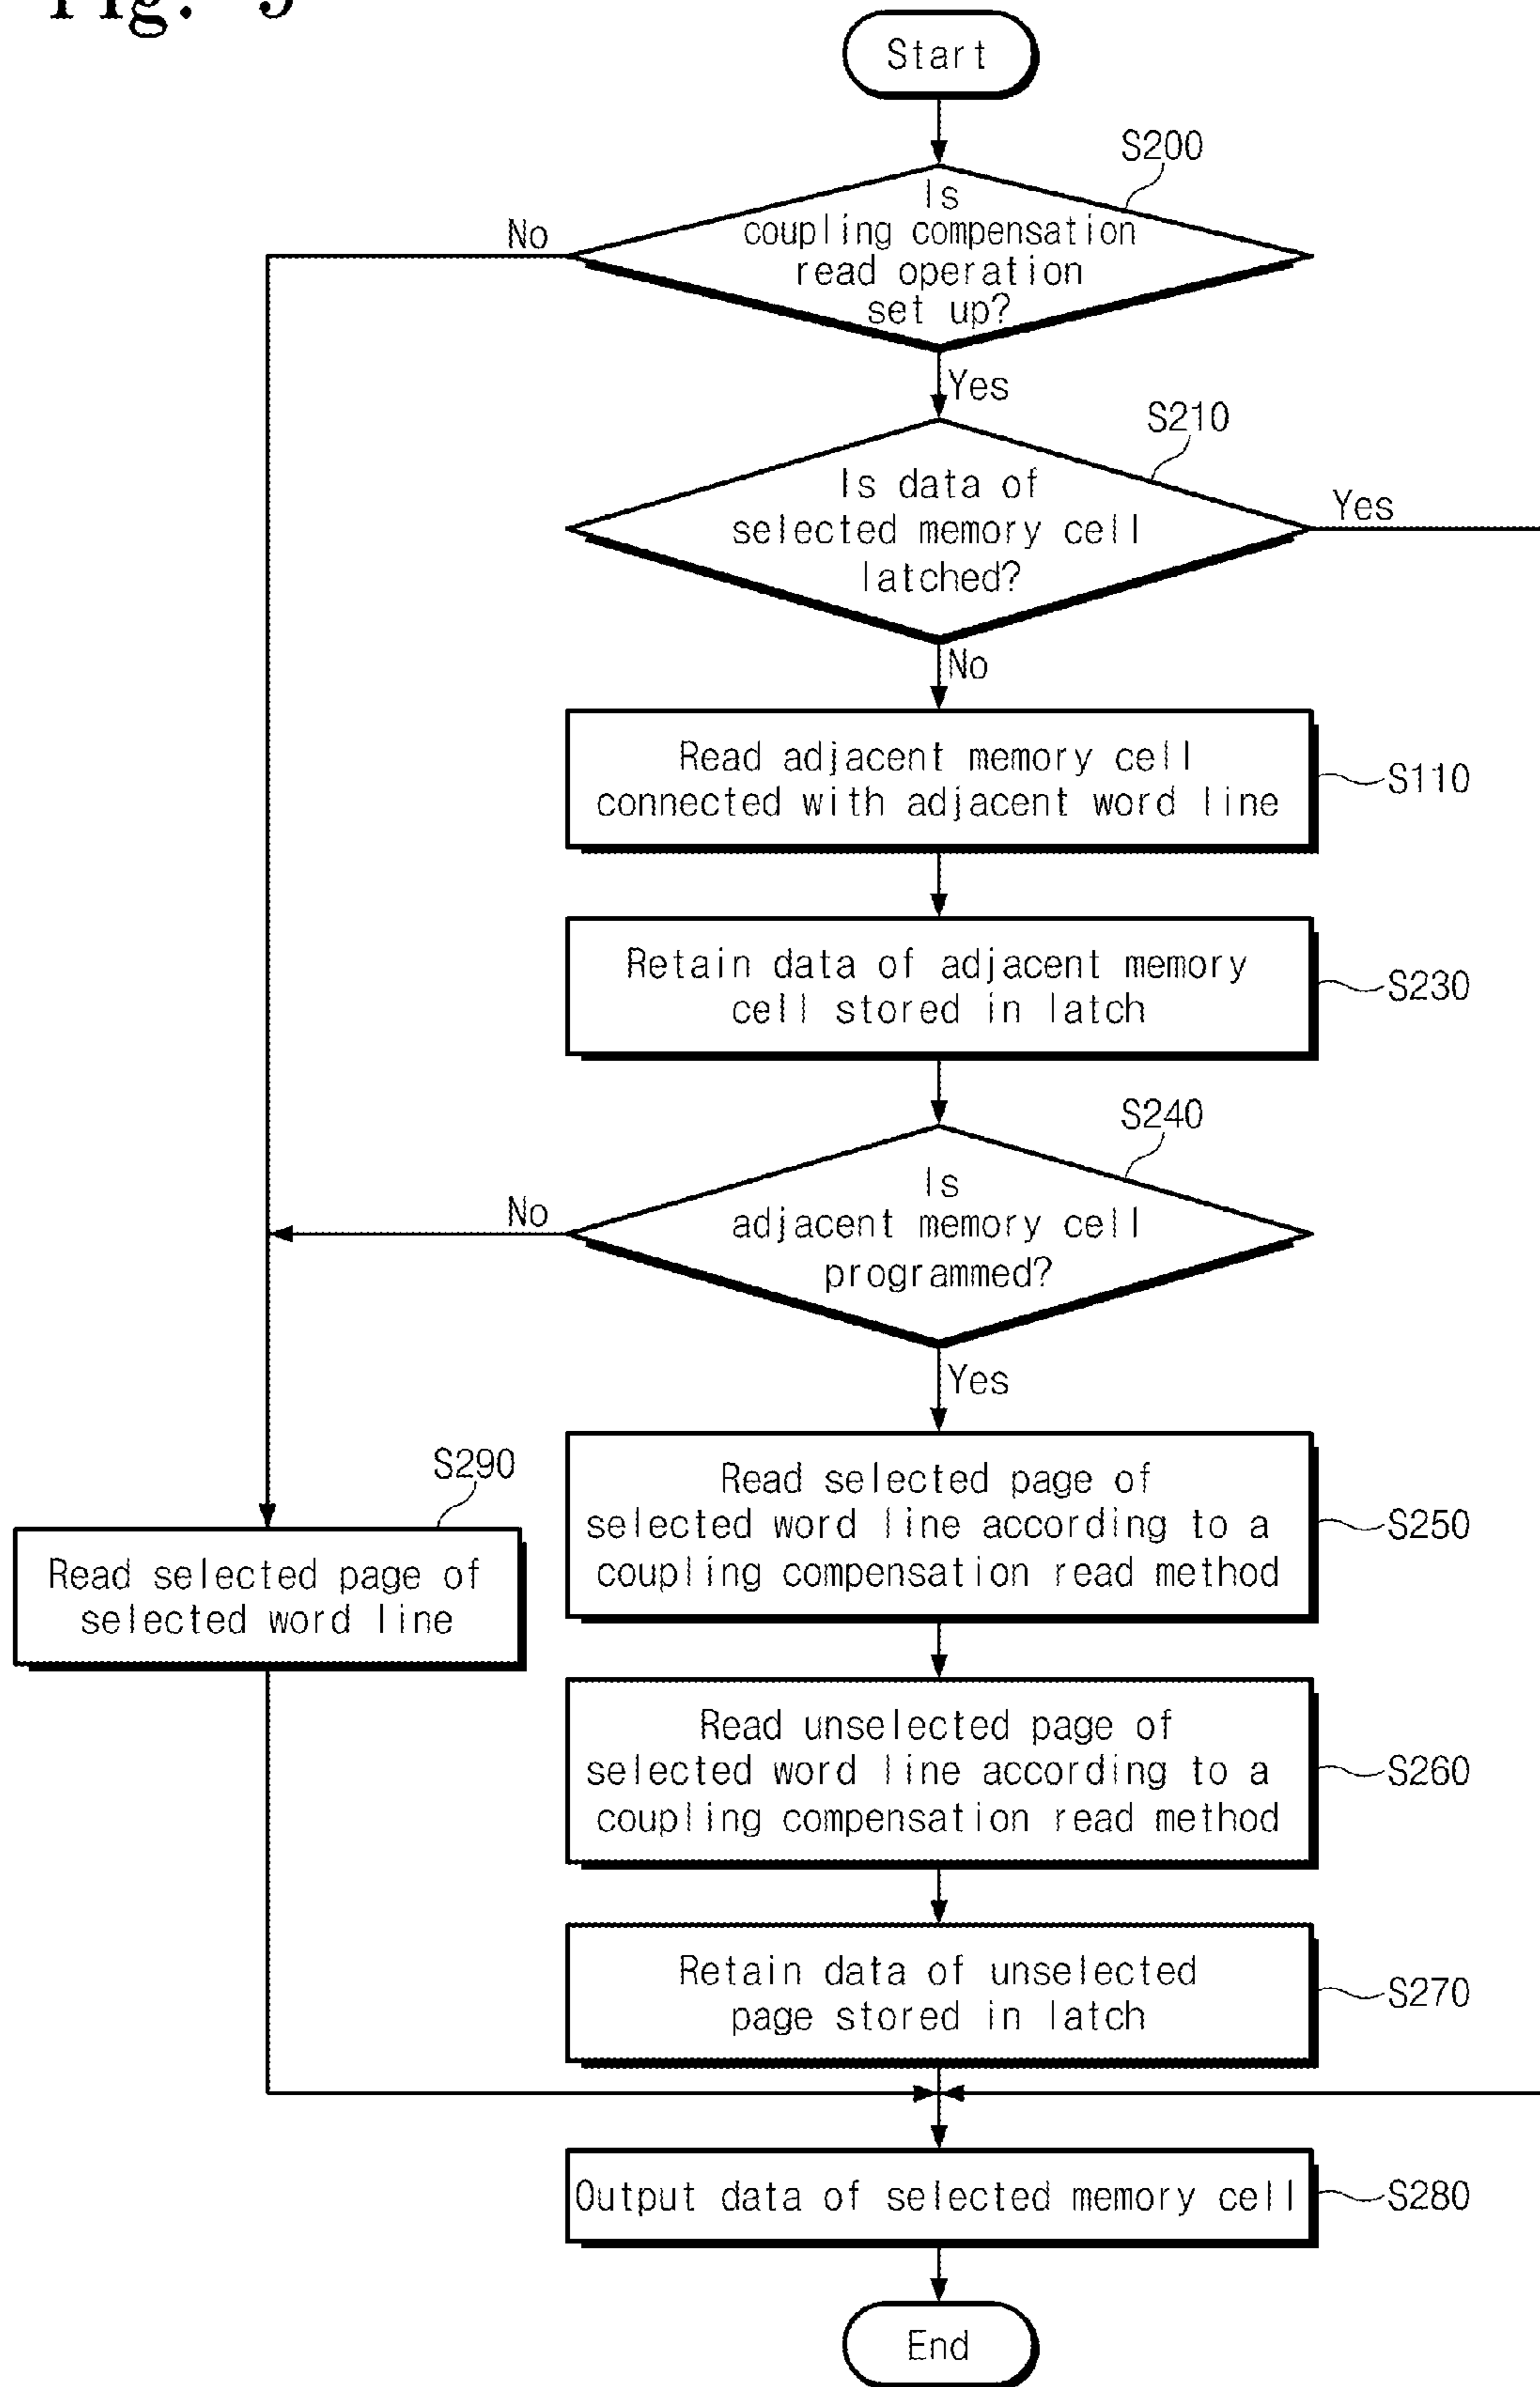 Fig. 5
Start
S200
Is
coupling compensation
read operation
set up?
No
Yes
S210
Is data of
selected memory cell
latched?
Yes
No
Read adjacent memory cell
connected with adjacent word line
S110
Retain data of adjacent memory
cell stored in latch
S230
S240
Is
adjacent memory cell
programmed?
No
Yes
S290
Read selected page of
selected word line
Read selected page of
selected word line according to a
coupling compensation read method
S250
Read unselected page of
selected word line according to a
coupling compensation read method
S260
Retain data of unselected
page stored in latch
S270
Output data of selected memory cell
S280
End